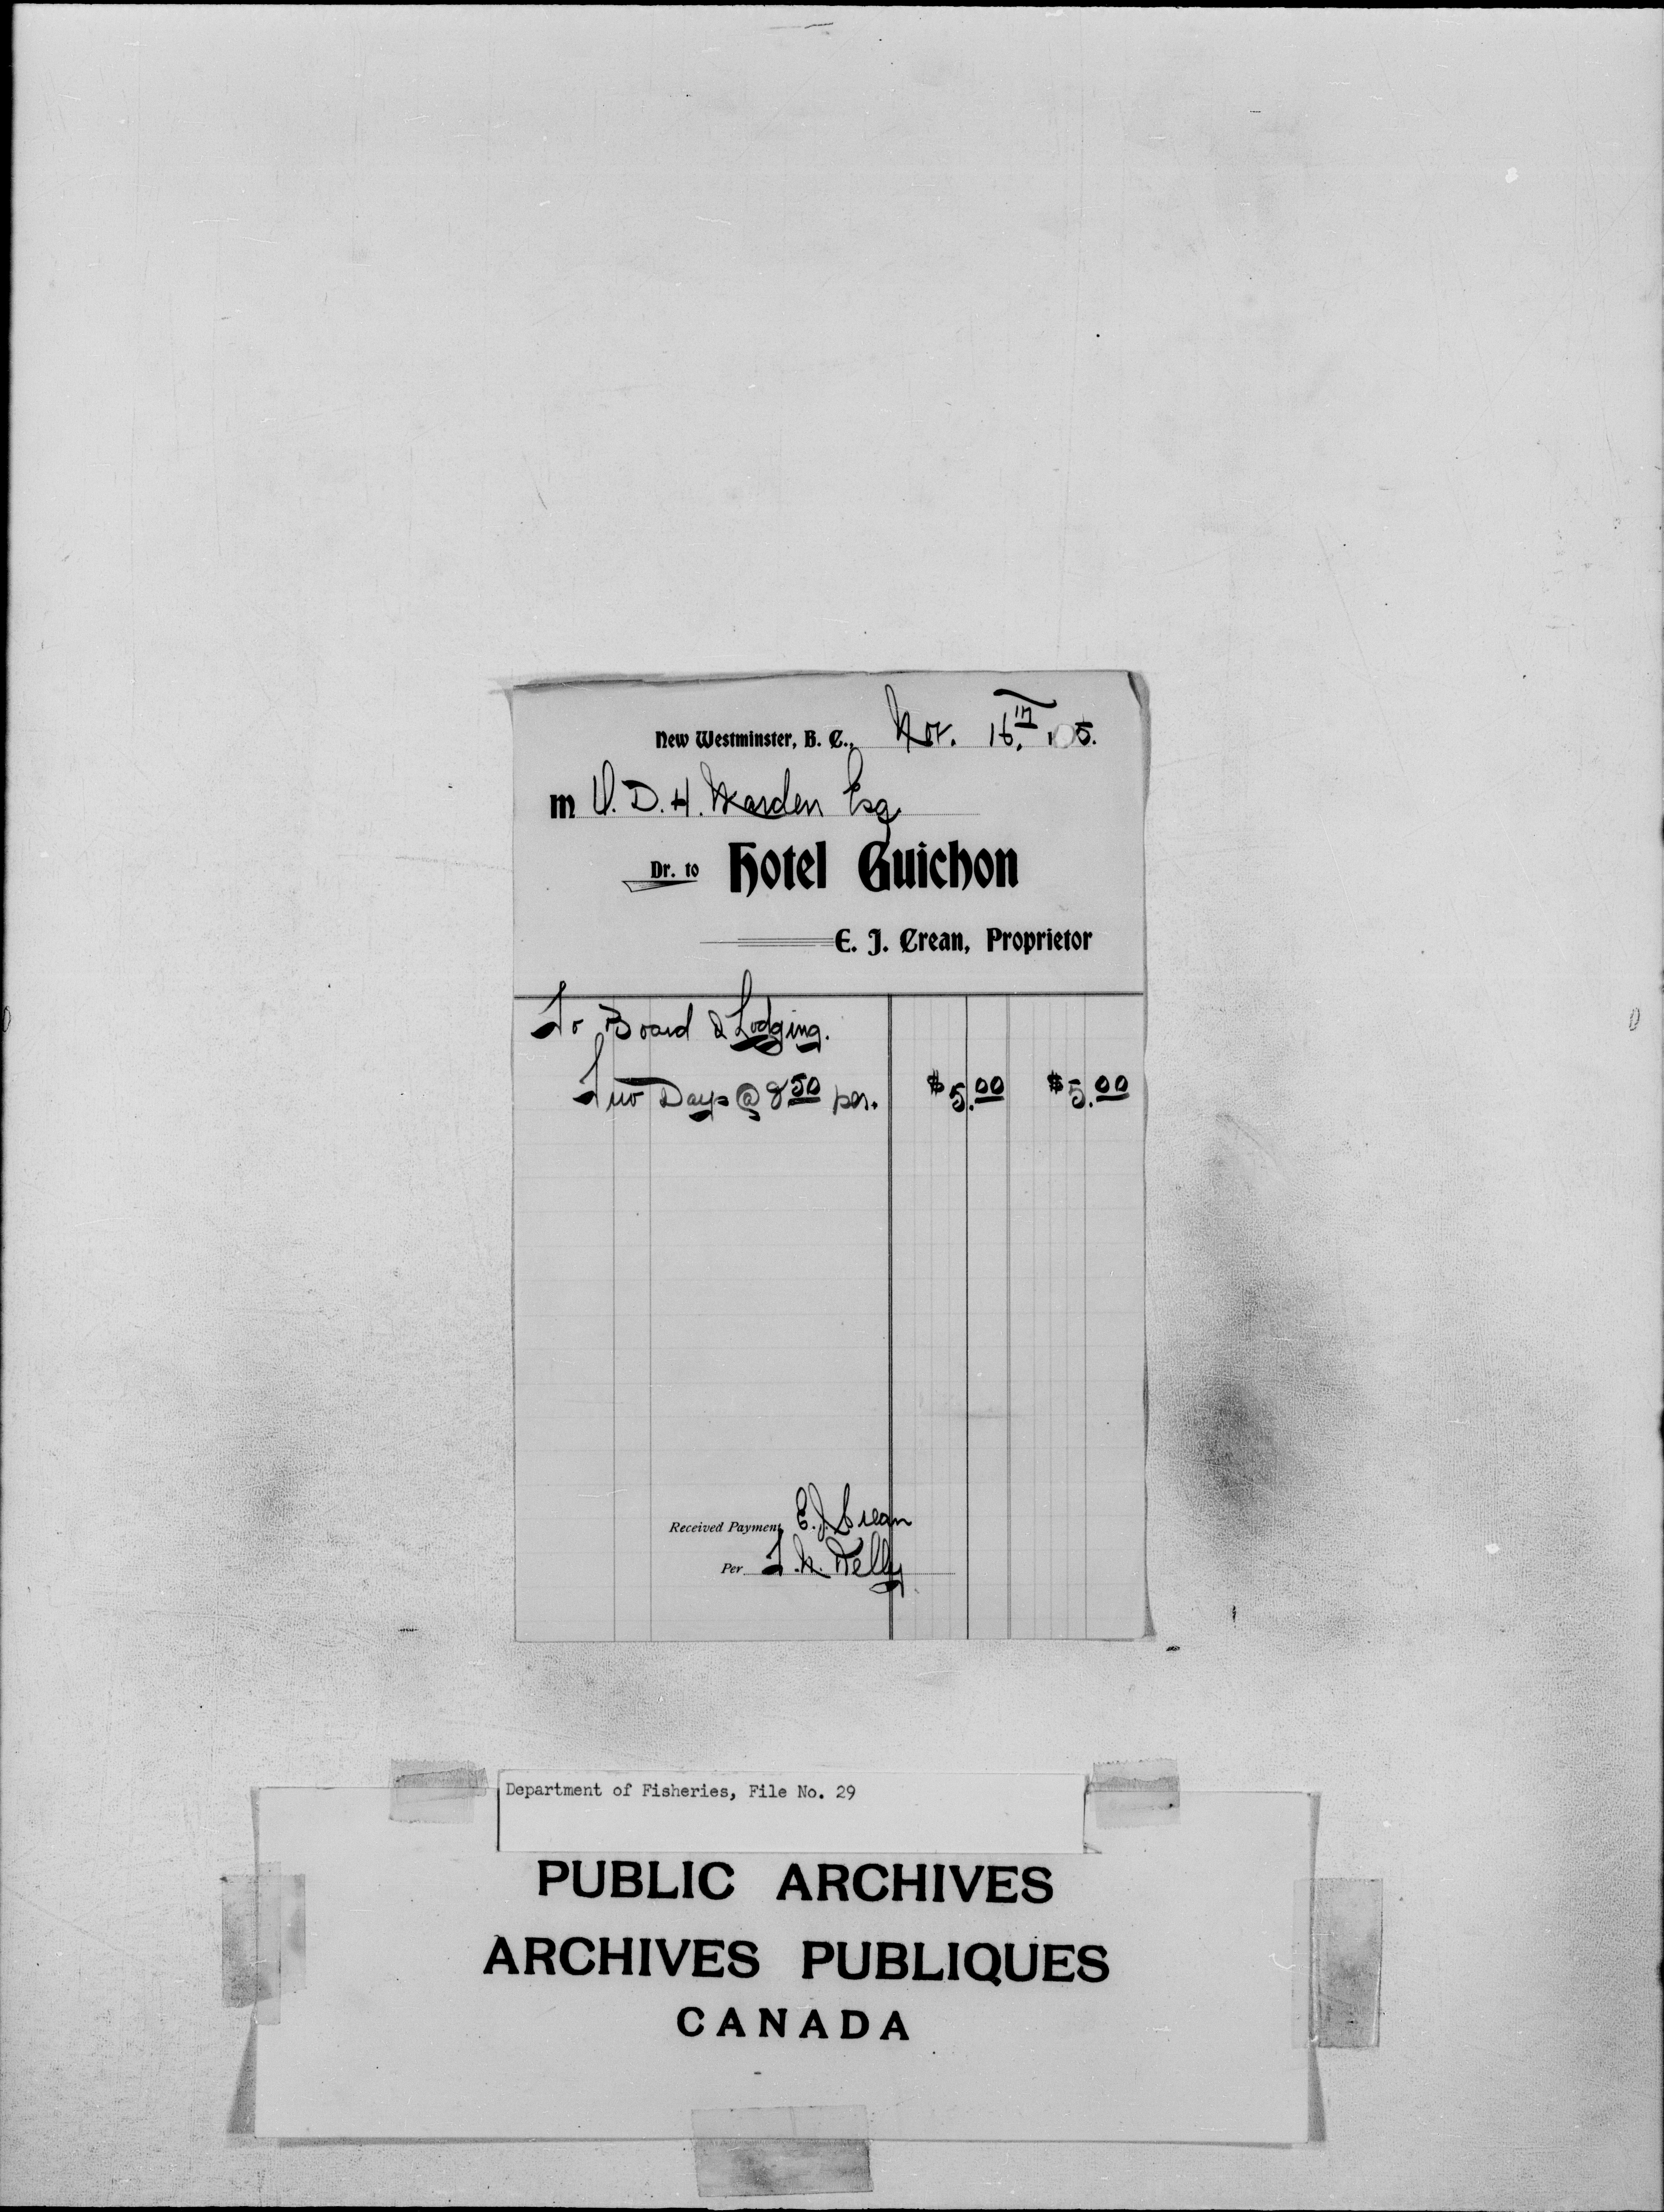 New Westminster, B. C., Nov. 16th, 105.
M V. D. H. Warden Esq
Dr. to Hotel Guichon
E. J. Crean, Proprietor
To Board & Lodging.
Two Days @ 2 50 per. $5.00 $5.00
Received Payment, E. J. Crean
Per T. N. Kelly
Department of Fisheries, File No. 29
PUBLIC ARCHIVES
ARCHIVES PUBLIQUES
CANADA